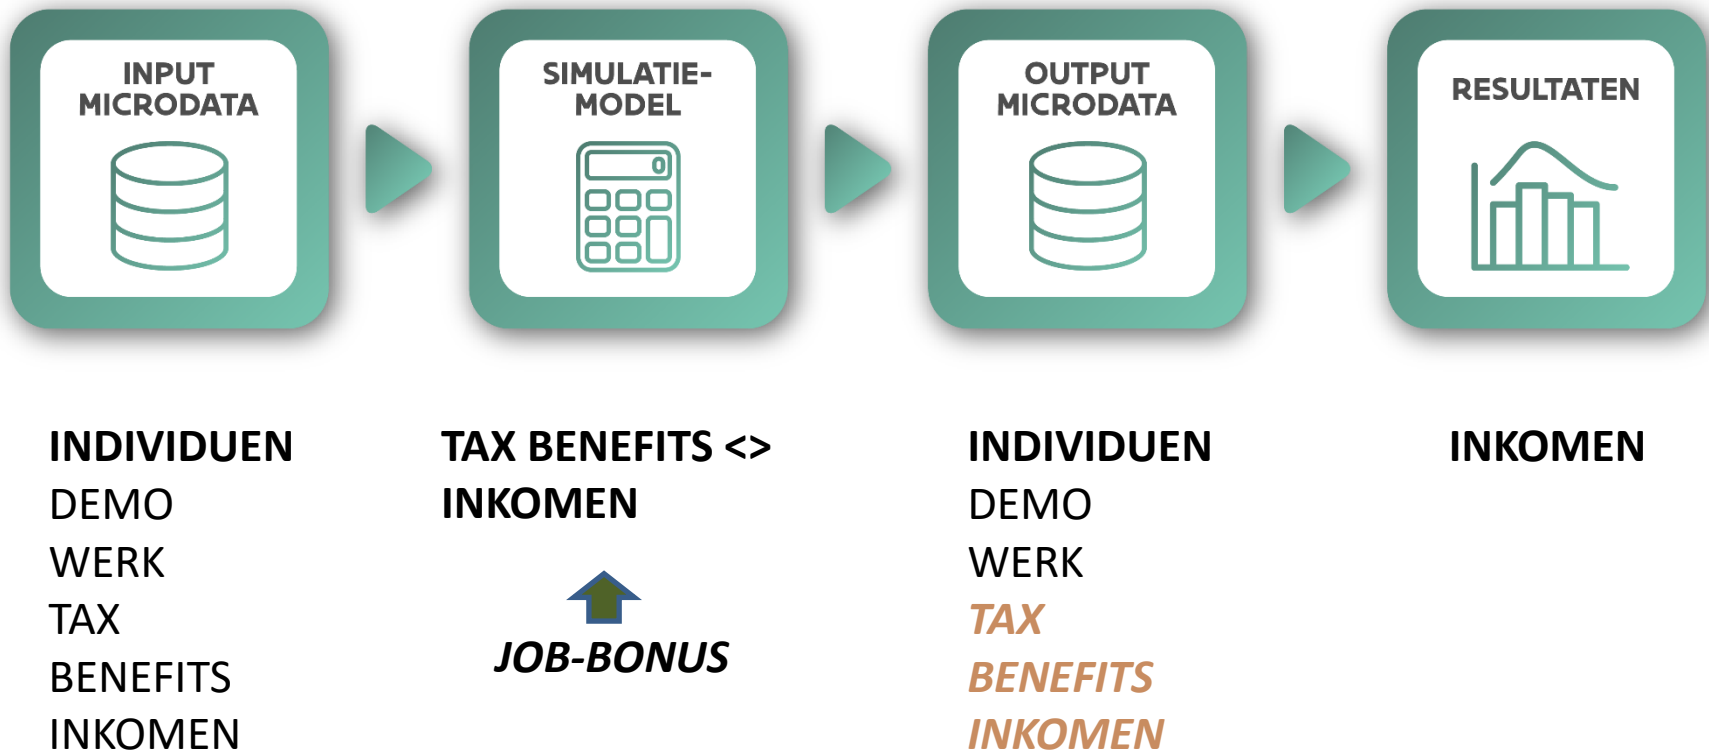 INPUT
MICRODATA
SIMULATIE-
MODEL
0
OUTPUT
MICRODATA
RESULTATEN
INDIVIDUEN
DEMO
WERK
TAX
BENEFITS
INKOMEN
TAX BENEFITS <>
INKOMEN
JOB-BONUS
INDIVIDUEN
DEMO
WERK
TAX
BENEFITS
INKOMEN
INKOMEN